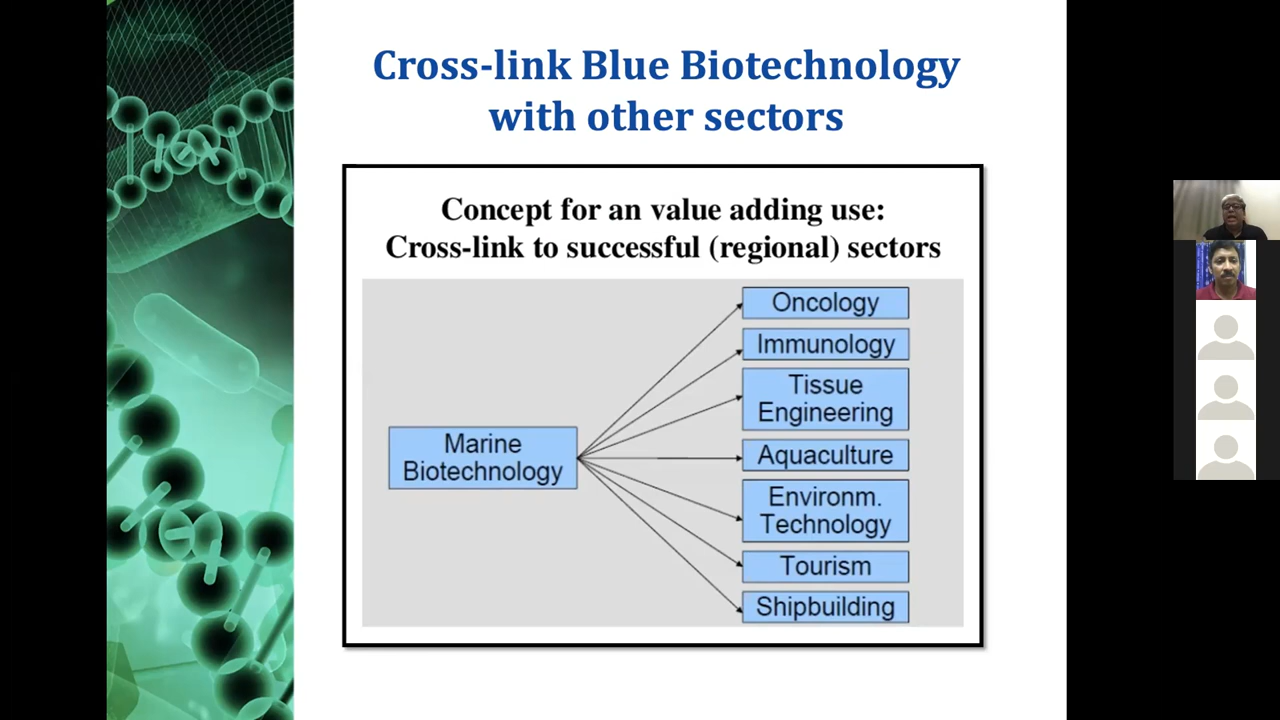 Cross-link Blue Biotechnology
with other sectors
Concept for an value adding use:
Cross-link to successful (regional) sectors
Marine
Biotechnology
Oncology
Immunology
Tissue
Engineering
Aquaculture
Environm.
Technology
Tourism
Shipbuilding